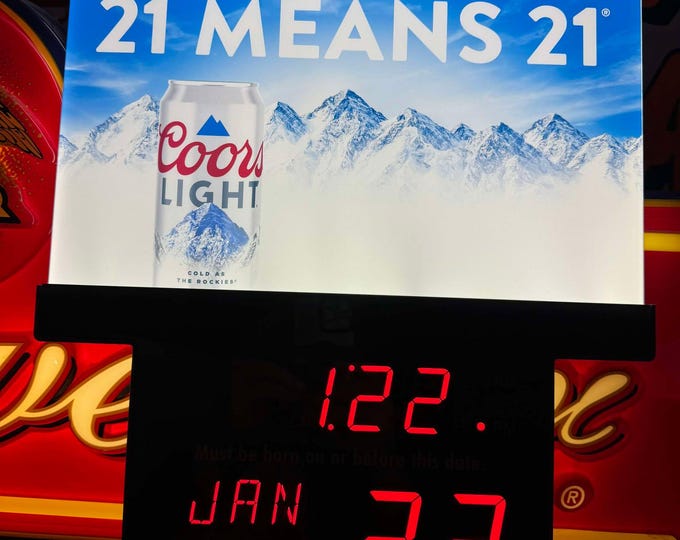 21 MEANS 21®
Coors
LIGHT
COLD AS
THE ROCKIES
1:22
Must be born on or before this date.
JAN
®